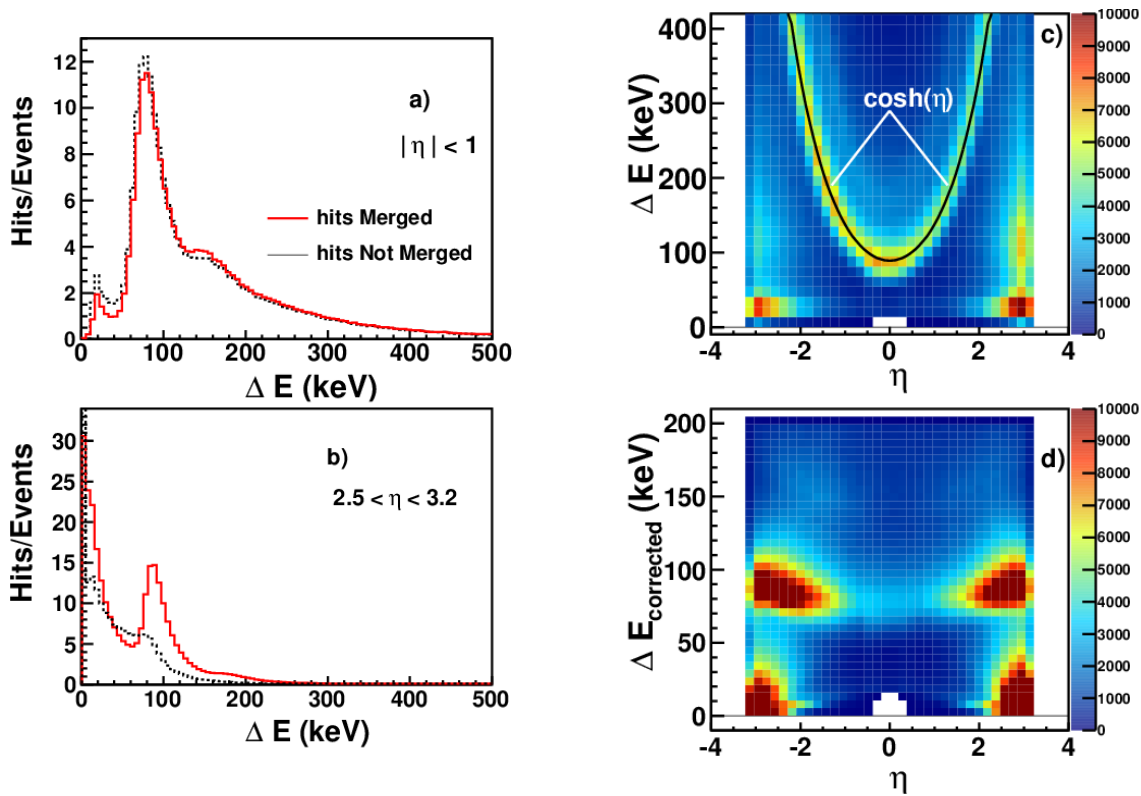 12
10
8
6
4
2
0
Hits/Events
a)
| η | < 1
hits Merged
hits Not Merged
0 100 200 300 400 500
Δ E (keV)
30
25
20
15
10
5
0
Hits/Events
b)
2.5 < η < 3.2
0 100 200 300 400 500
Δ E (keV)
400
300
200
100
0
Δ E (keV)
c)
cosh(η)
-4 -2 0 2 4
η
10000
9000
8000
7000
6000
5000
4000
3000
2000
1000
0
200
150
100
50
0
Δ E corrected (keV)
d)
-4 -2 0 2 4
η
10000
9000
8000
7000
6000
5000
4000
3000
2000
1000
0